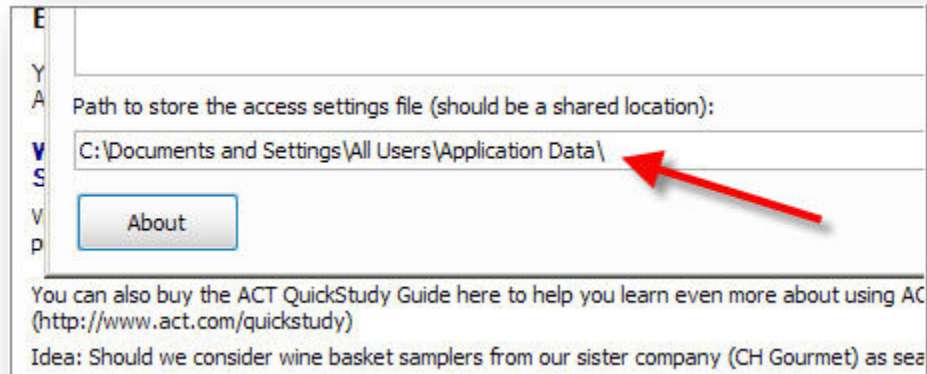 E
Y
A
Path to store the access settings file (should be a shared location):
C:\Documents and Settings\All Users\Application Data\
S
About
p
You can also buy the ACT QuickStudy Guide here to help you learn even more about using AC
(http://www.act.com/quickstudy)
Idea: Should we consider wine basket samplers from our sister company (CH Gourmet) as sea